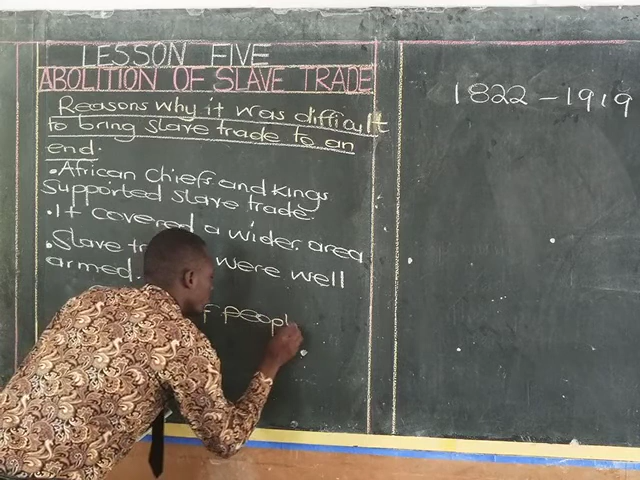 LESSON FIVE
ABOLITION OF SLAVE TRADE
Reasons why it was difficult
to bring slave trade to an
end.
• African Chiefs and Kings
supported slave trade.
• It covered a wider area
• Slave were well
armed.
peopl
1822 – 1919